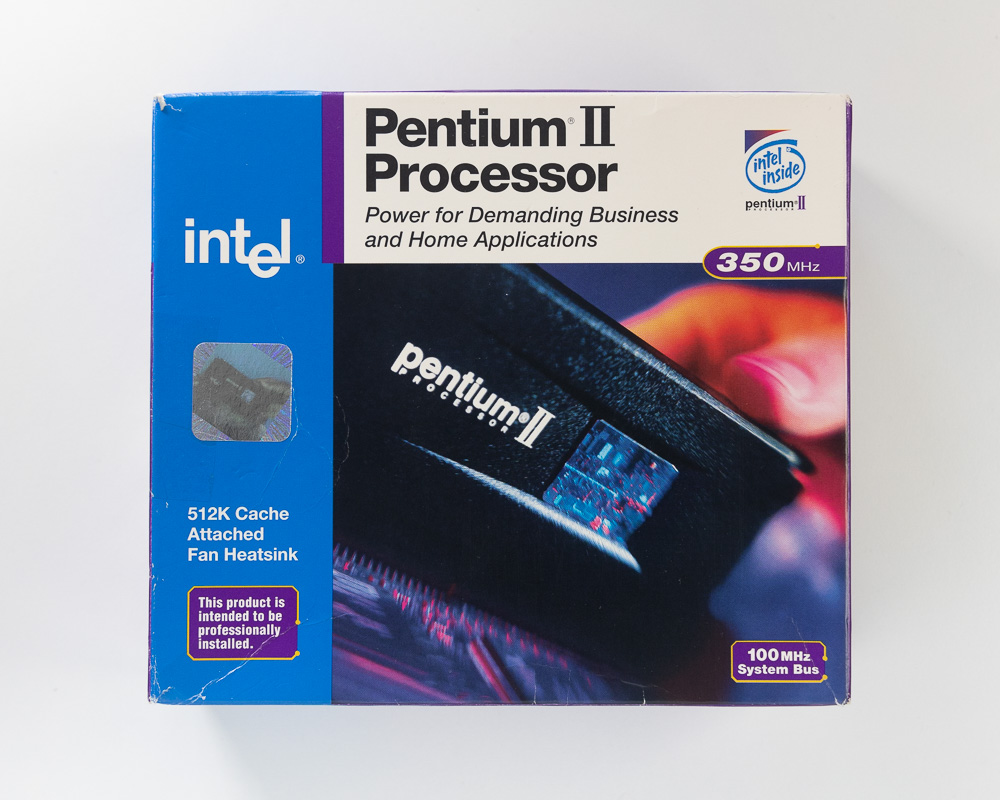 Pentium® II
Processor
Power for Demanding Business
and Home Applications
intel inside
pentium® II
PROCESSOR
350 MHz
intel®
pentium® II
PROCESSOR
512K Cache
Attached
Fan Heatsink
This product is
intended to be
professionally
installed.
100 MHz
System Bus